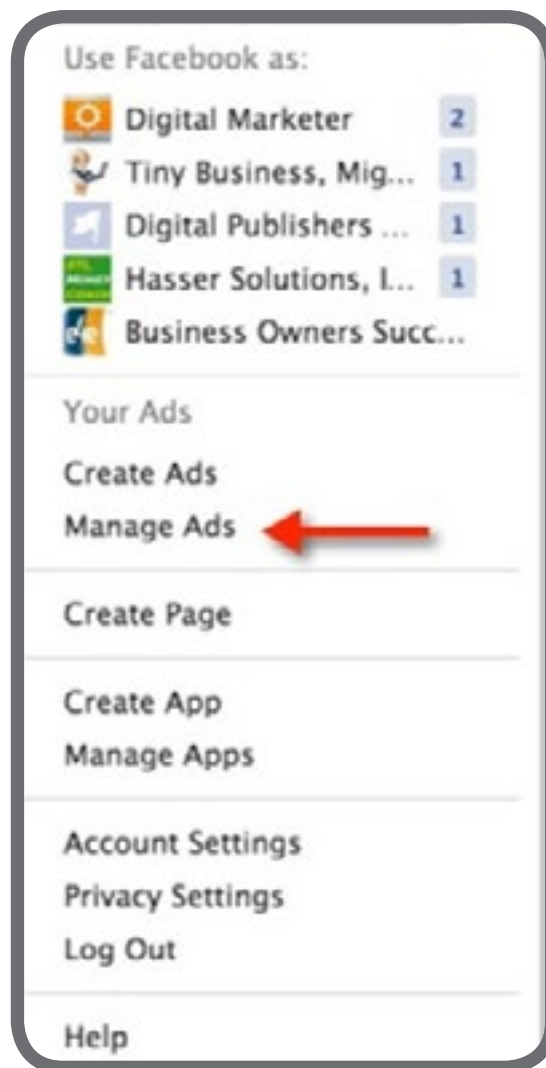 Use Facebook as:
Digital Marketer 2
Tiny Business, Mig... 1
Digital Publishers ... 1
Hasser Solutions, I... 1
Business Owners Succ...
Your Ads
Create Ads
Manage Ads
Create Page
Create App
Manage Apps
Account Settings
Privacy Settings
Log Out
Help